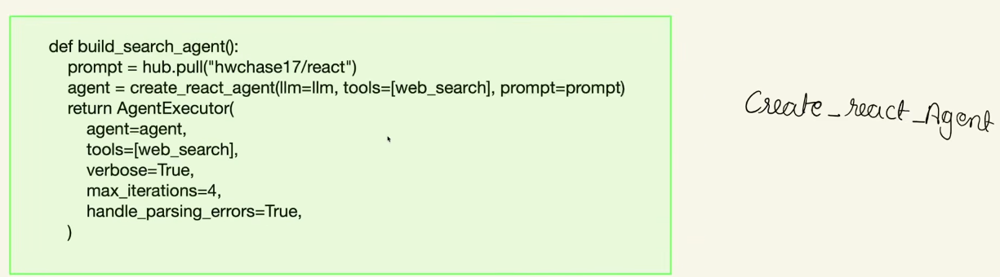 def build_search_agent():
prompt = hub.pull("hwchase17/react")
agent = create_react_agent(llm=llm, tools=[web_search], prompt=prompt)
return AgentExecutor(
agent=agent,
tools=[web_search],
verbose=True,
max_iterations=4,
handle_parsing_errors=True,
)
Create_react_Agent